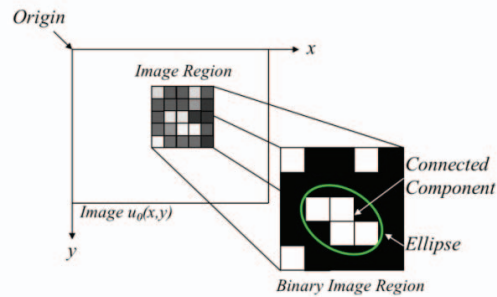 Origin
x
Image Region
Connected
Component
Image u₀(x,y)
y
Ellipse
Binary Image Region